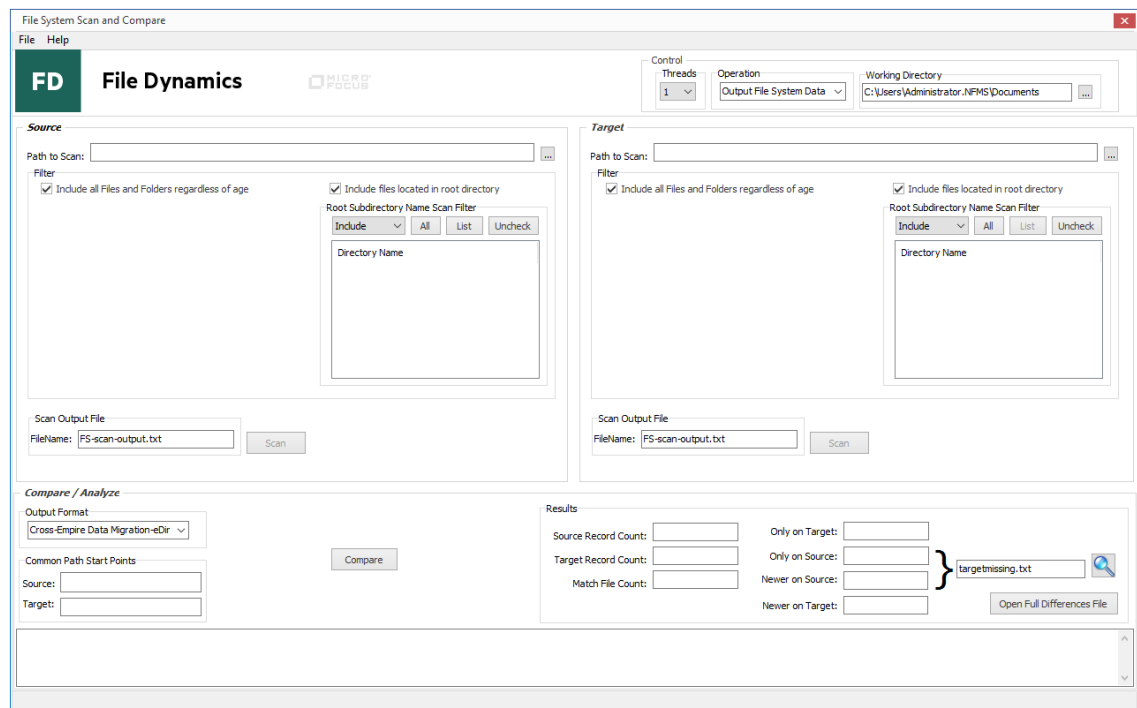 File System Scan and Compare
File Help
FD File Dynamics MICRO FOCUS
Control
Threads Operation Working Directory
1 Output File System Data C:\Users\Administrator.NFMS\Documents ...
Source
Path to Scan: ...
Filter
Include all Files and Folders regardless of age Include files located in root directory
Root Subdirectory Name Scan Filter
Include All List Uncheck
Directory Name
Scan Output File
FileName: FS-scan-output.txt Scan
Target
Path to Scan: ...
Filter
Include all Files and Folders regardless of age Include files located in root directory
Root Subdirectory Name Scan Filter
Include All List Uncheck
Directory Name
Scan Output File
FileName: FS-scan-output.txt Scan
Compare / Analyze
Output Format
Cross-Empire Data Migration-eDir
Common Path Start Points
Source:
Target:
Compare
Results
Source Record Count: Only on Target:
Target Record Count: Only on Source:
Match File Count: Newer on Source:
Newer on Target:
} targetmissing.txt
Open Full Differences File